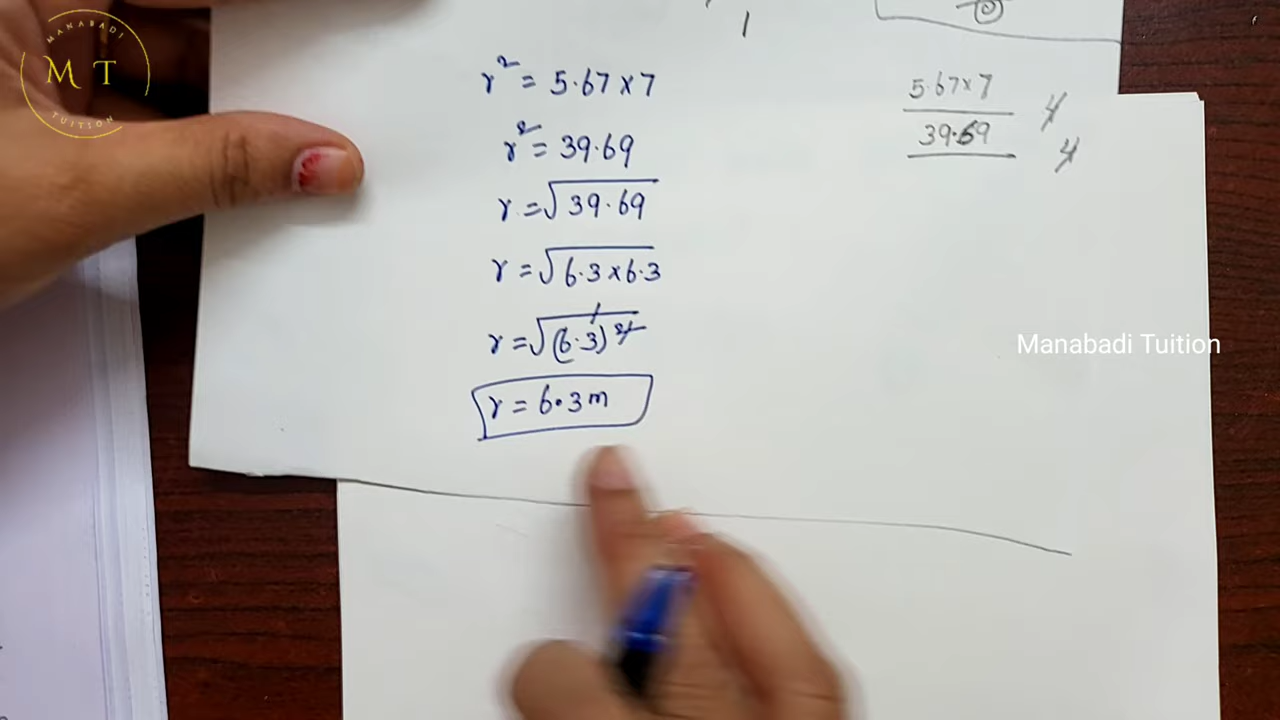 MANABADI
M T
TUITION
1
r² = 5.67 × 7
r² = 39.69
r = √39.69
r = √6.3 × 6.3
r = √(6.3)²
r = 6.3 m
5.67 × 7
39.69
4
4
Manabadi Tuition